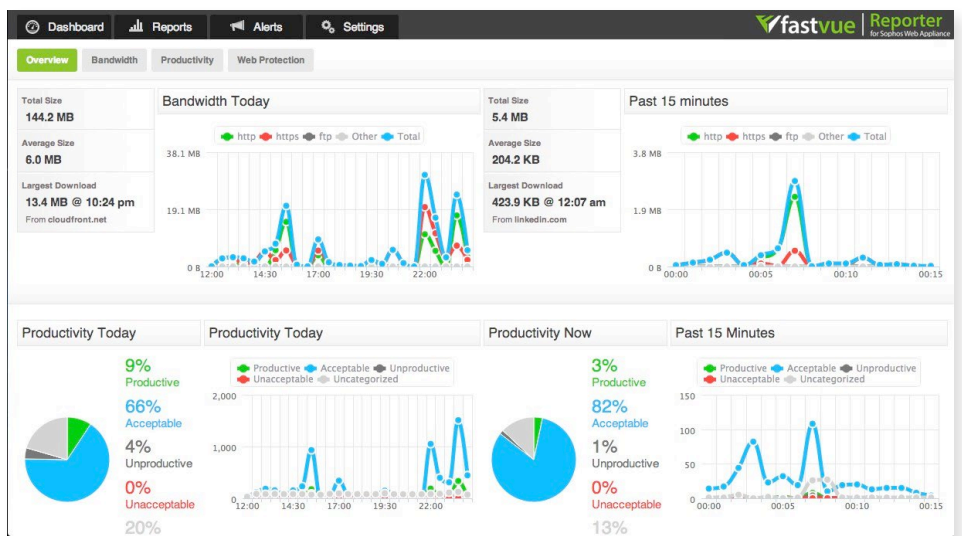 Dashboard Reports Alerts Settings
fastvue Reporter
for Sophos Web Appliance
Overview Bandwidth Productivity Web Protection
Total Size
144.2 MB
Average Size
6.0 MB
Largest Download
13.4 MB @ 10:24 pm
From cloudfront.net
Bandwidth Today
http https ftp Other Total
38.1 MB
19.1 MB
0 B
12:00 14:30 17:00 19:30 22:00
Total Size
5.4 MB
Average Size
204.2 KB
Largest Download
423.9 KB @ 12:07 am
From linkedin.com
Past 15 minutes
http https ftp Other Total
3.8 MB
1.9 MB
0 B
00:00 00:05 00:10 00:15
Productivity Today
9%
Productive
66%
Acceptable
4%
Unproductive
0%
Unacceptable
20%
Productivity Today
Productive Acceptable Unproductive
Unacceptable Uncategorized
2,000
1,000
0
12:00 14:30 17:00 19:30 22:00
Productivity Now
3%
Productive
82%
Acceptable
1%
Unproductive
0%
Unacceptable
13%
Past 15 Minutes
Productive Acceptable Unproductive
Unacceptable Uncategorized
150
100
50
0
00:00 00:05 00:10 00:15